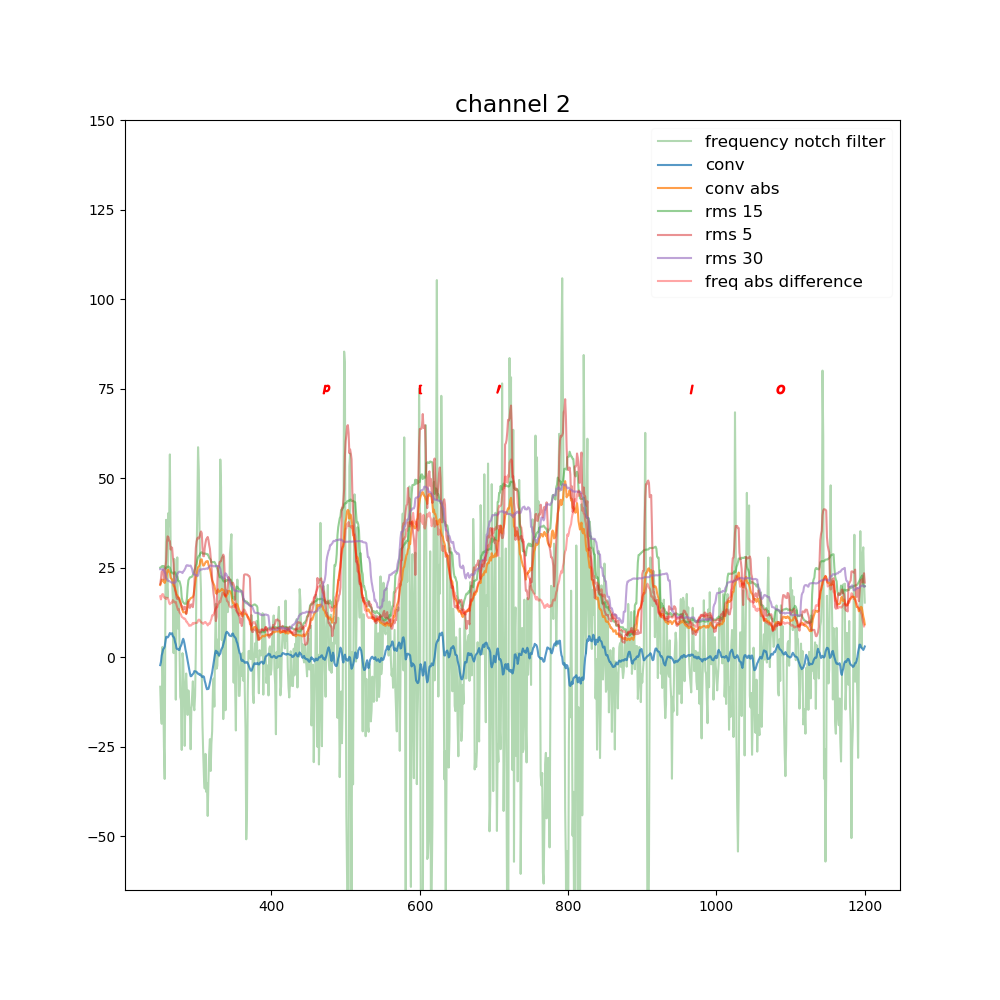 channel 2
150
125
100
75
50
25
0
−25
−50
400
600
800
1000
1200
frequency notch filter
conv
conv abs
rms 15
rms 5
rms 30
freq abs difference
P
I
O